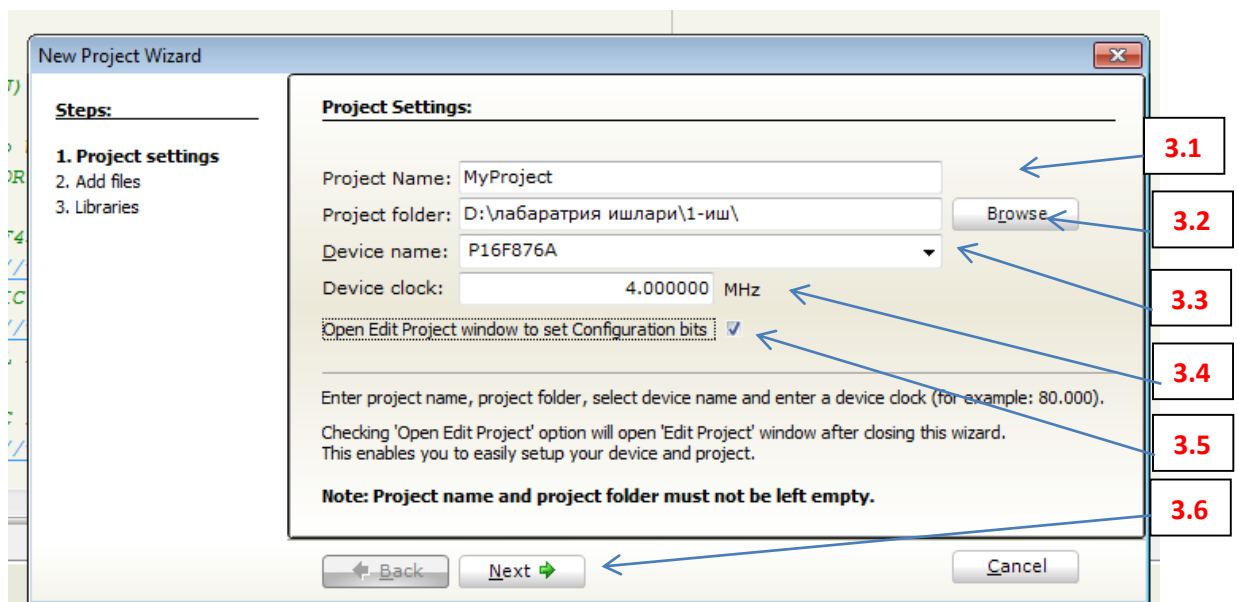 New Project Wizard
Steps:
1. Project settings
2. Add files
3. Libraries
Project Settings:
Project Name: MyProject
Project folder: D:\лабаратрия ишлари\1-иш\ Browse
Device name: P16F876A
Device clock: 4.000000 MHz
Open Edit Project window to set Configuration bits
Enter project name, project folder, select device name and enter a device clock (for example: 80.000).
Checking 'Open Edit Project' option will open 'Edit Project' window after closing this wizard.
This enables you to easily setup your device and project.
Note: Project name and project folder must not be left empty.
Back Next Cancel
3.1
3.2
3.3
3.4
3.5
3.6